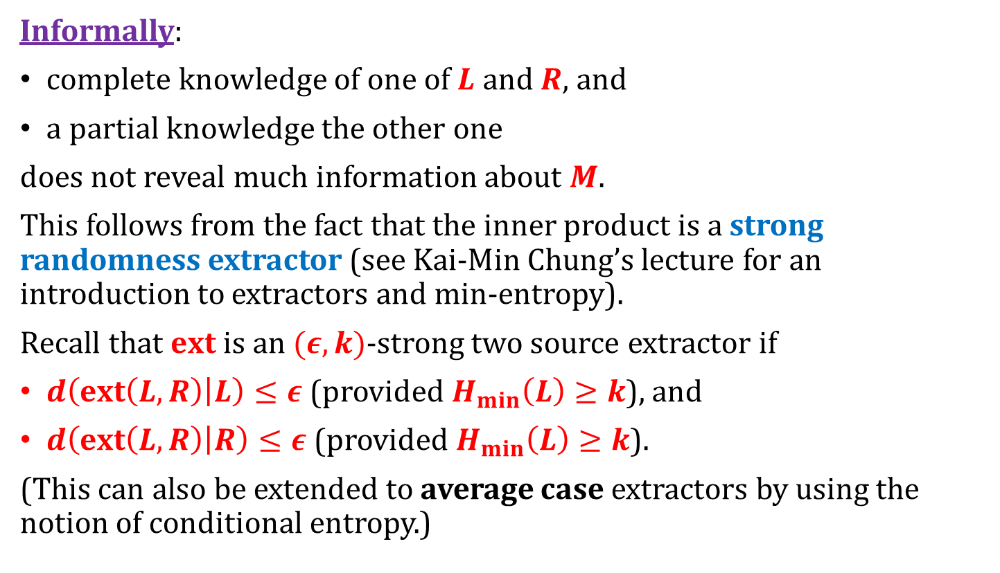 Informally:
• complete knowledge of one of L and R, and
• a partial knowledge the other one
does not reveal much information about M.
This follows from the fact that the inner product is a strong
randomness extractor (see Kai-Min Chung’s lecture for an
introduction to extractors and min-entropy).
Recall that ext is an (ϵ, k)-strong two source extractor if
• d(ext(L, R)|L) ≤ ϵ (provided H_min(L) ≥ k), and
• d(ext(L, R)|R) ≤ ϵ (provided H_min(L) ≥ k).
(This can also be extended to average case extractors by using the
notion of conditional entropy.)